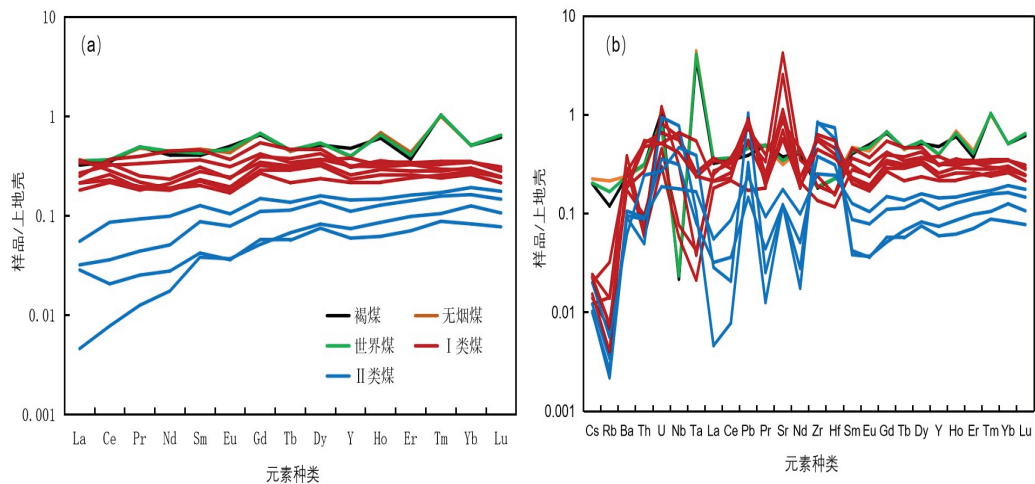 (a)
样品/上地壳
10
1
0.1
0.01
0.001
褐煤 无烟煤
世界煤 Ⅰ类煤
Ⅱ类煤
La Ce Pr Nd Sm Eu Gd Tb Dy Y Ho Er Tm Yb Lu
元素种类
(b)
样品/上地壳
10
1
0.1
0.01
0.001
Cs Rb Ba Th U Nb Ta La Ce Pb Pr Sr Nd Zr Hf Sm Eu Gd Tb Dy Y Ho Er Tm Yb Lu
元素种类